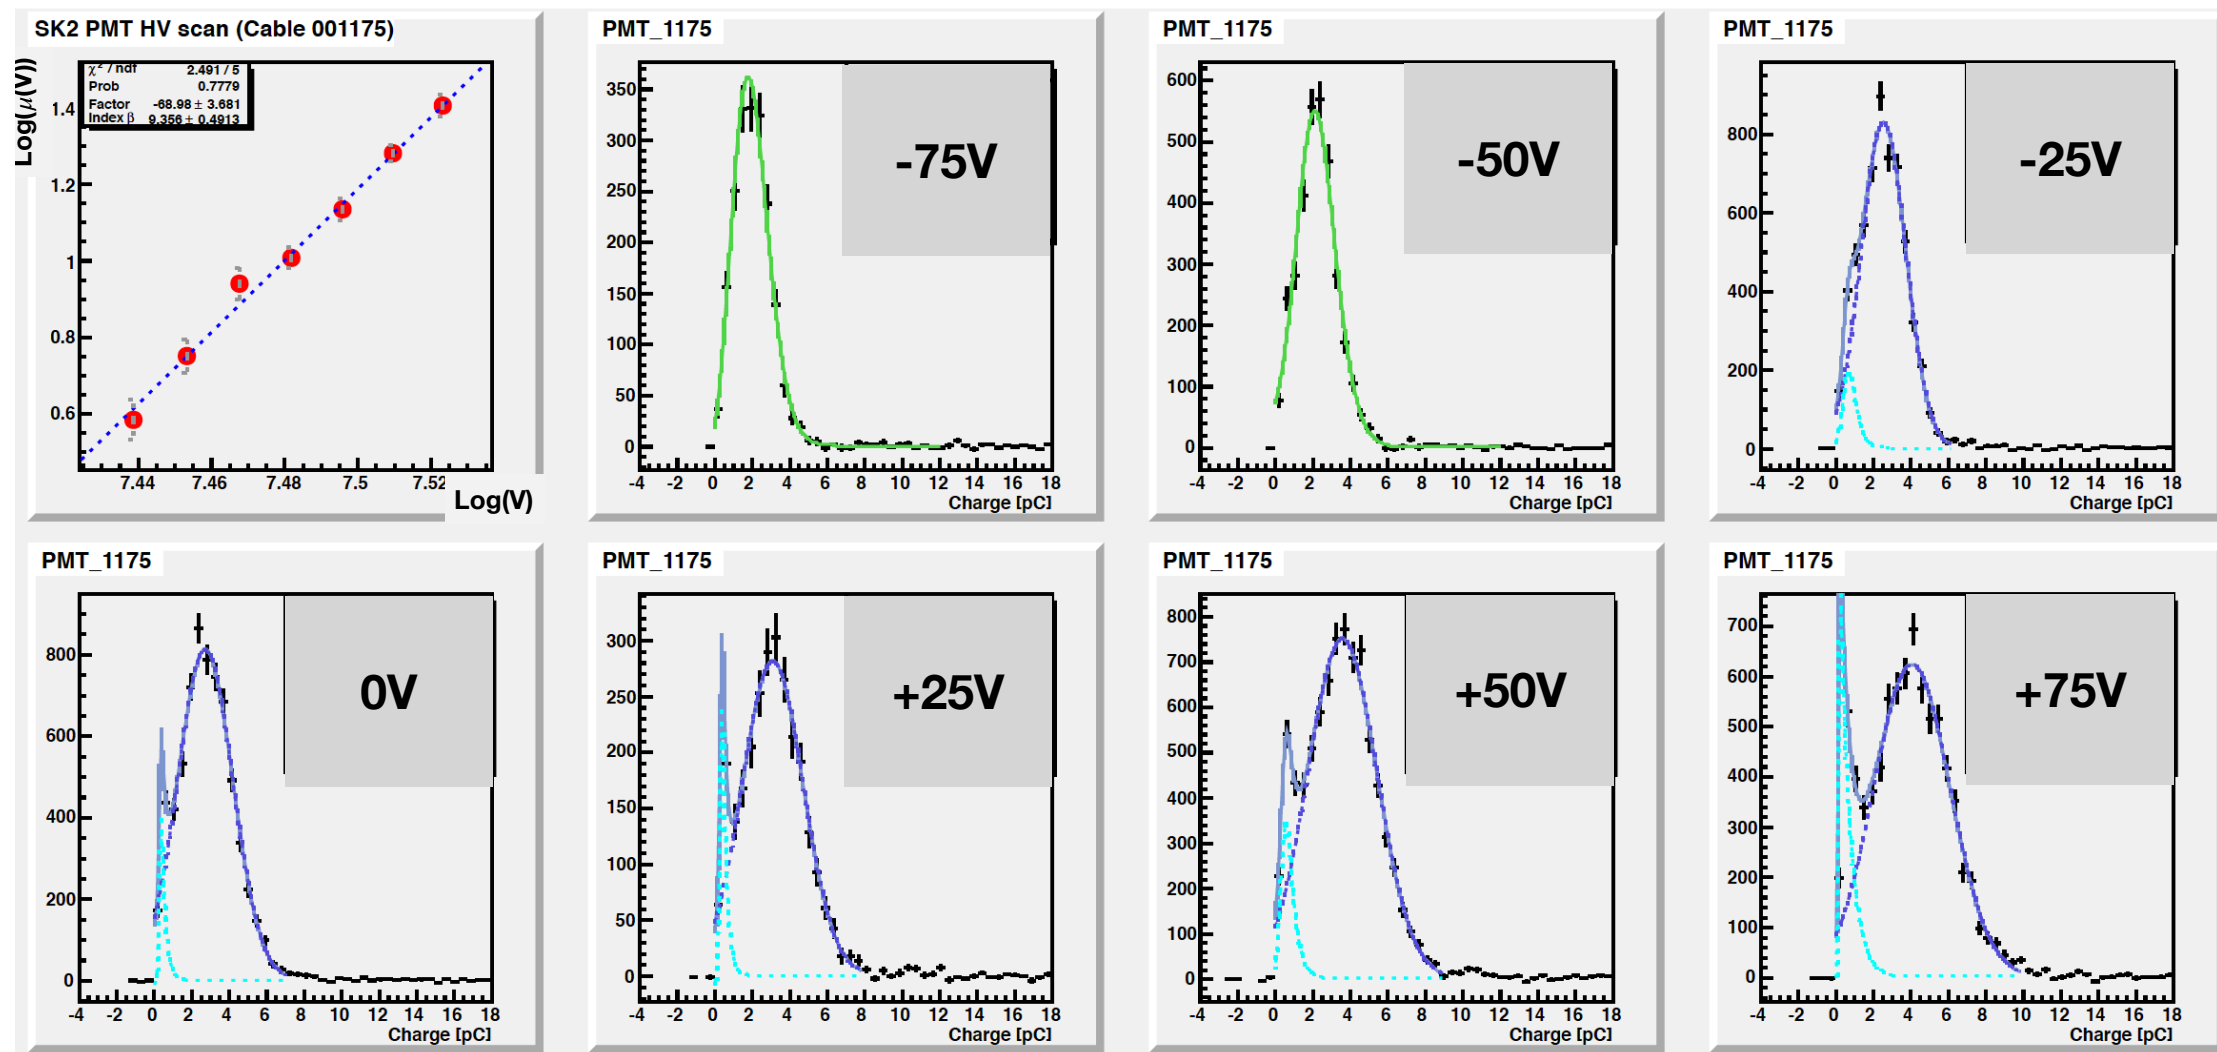 SK2 PMT HV scan (Cable 001175)
χ² / ndf 2.491 / 5
Prob 0.7779
Factor -68.98 ± 3.681
Index β 9.356 ± 0.4913
Log(μ(V))
1.4
1.2
1
0.8
0.6
7.44 7.46 7.48 7.5 7.52
Log(V)
PMT_1175
-75V
350
300
250
200
150
100
50
0
-4 -2 0 2 4 6 8 10 12 14 16 18
Charge [pC]
PMT_1175
-50V
600
500
400
300
200
100
0
-4 -2 0 2 4 6 8 10 12 14 16 18
Charge [pC]
PMT_1175
-25V
800
600
400
200
0
-4 -2 0 2 4 6 8 10 12 14 16 18
Charge [pC]
PMT_1175
0V
800
600
400
200
0
-4 -2 0 2 4 6 8 10 12 14 16 18
Charge [pC]
PMT_1175
+25V
300
250
200
150
100
50
0
-4 -2 0 2 4 6 8 10 12 14 16 18
Charge [pC]
PMT_1175
+50V
800
700
600
500
400
300
200
100
0
-4 -2 0 2 4 6 8 10 12 14 16 18
Charge [pC]
PMT_1175
+75V
700
600
500
400
300
200
100
0
-4 -2 0 2 4 6 8 10 12 14 16 18
Charge [pC]